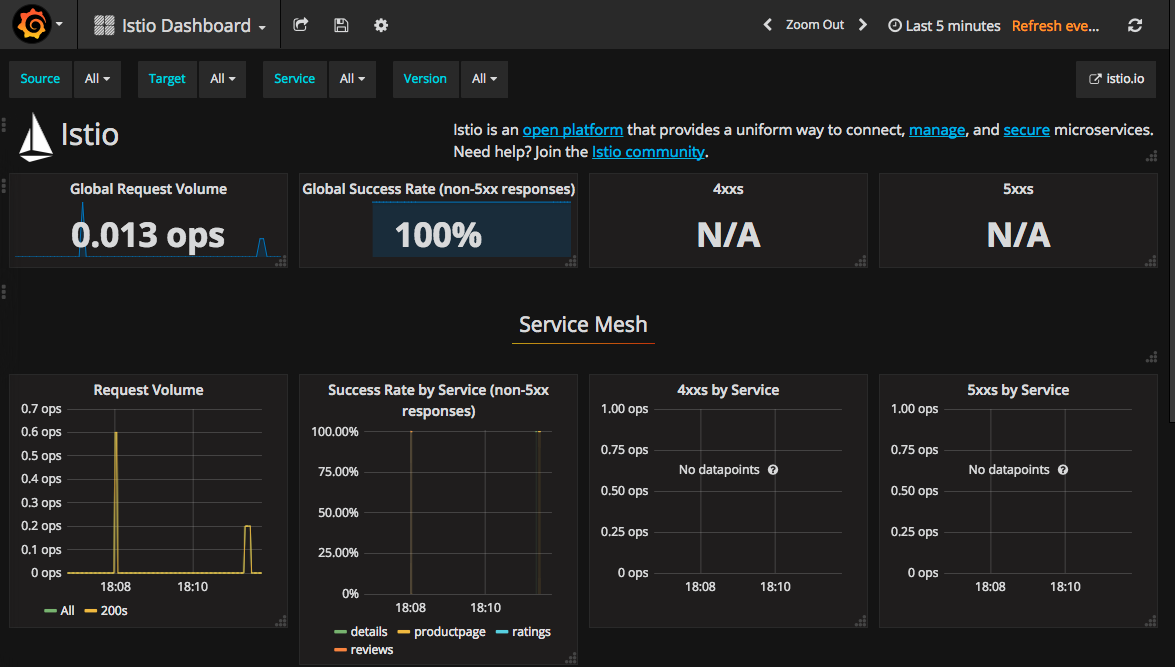 Istio Dashboard
Zoom Out
Last 5 minutes
Refresh eve...
Source All
Target All
Service All
Version All
istio.io
Istio
Istio is an open platform that provides a uniform way to connect, manage, and secure microservices.
Need help? Join the Istio community.
Global Request Volume
0.013 ops
Global Success Rate (non-5xx responses)
100%
4xxs
N/A
5xxs
N/A
Service Mesh
Request Volume
0.7 ops
0.6 ops
0.5 ops
0.4 ops
0.3 ops
0.2 ops
0.1 ops
0 ops
18:08 18:10
All 200s
Success Rate by Service (non-5xx
responses)
100.00%
75.00%
50.00%
25.00%
0%
18:08 18:10
details productpage ratings
reviews
4xxs by Service
1.00 ops
0.75 ops
No datapoints ?
0.50 ops
0.25 ops
0 ops
18:08 18:10
5xxs by Service
1.00 ops
0.75 ops
No datapoints ?
0.50 ops
0.25 ops
0 ops
18:08 18:10